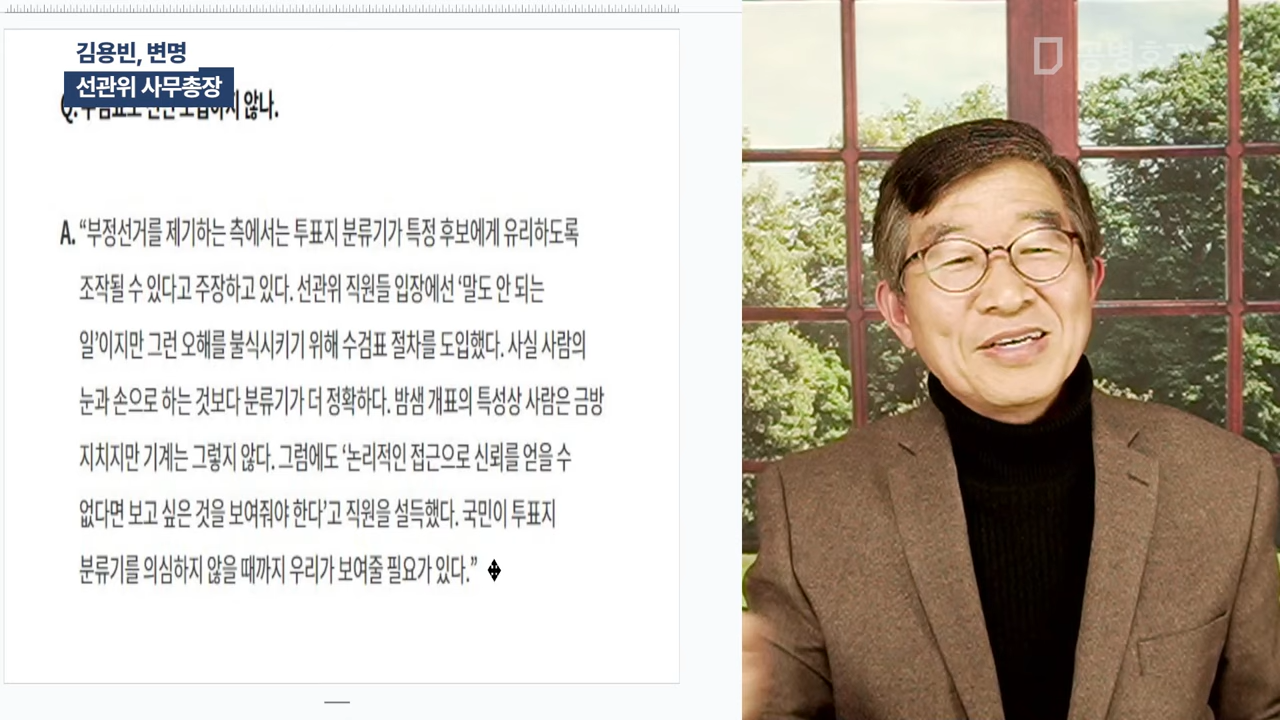 김용빈, 변명
선관위 사무총장
않나.
A. “부정선거를 제기하는 측에서는 투표지 분류기가 특정 후보에게 유리하도록
조작될 수 있다고 주장하고 있다. 선관위 직원들 입장에선 ‘말도 안 되는
일’이지만 그런 오해를 불식시키기 위해 수검표 절차를 도입했다. 사실 사람의
눈과 손으로 하는 것보다 분류기가 더 정확하다. 밤샘 개표의 특성상 사람은 금방
지치지만 기계는 그렇지 않다. 그럼에도 ‘논리적인 접근으로 신뢰를 얻을 수
없다면 보고 싶은 것을 보여줘야 한다’고 직원을 설득했다. 국민이 투표지
분류기를 의심하지 않을 때까지 우리가 보여줄 필요가 있다.”
공병호TV